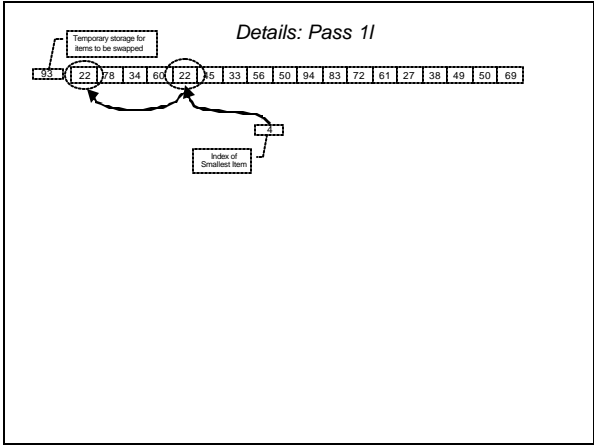 Details: Pass 1l
Temporary storage for
items to be swapped
93 22 78 34 60 22 45 33 56 50 94 83 72 61 27 38 49 50 69
4
Index of
Smallest Item